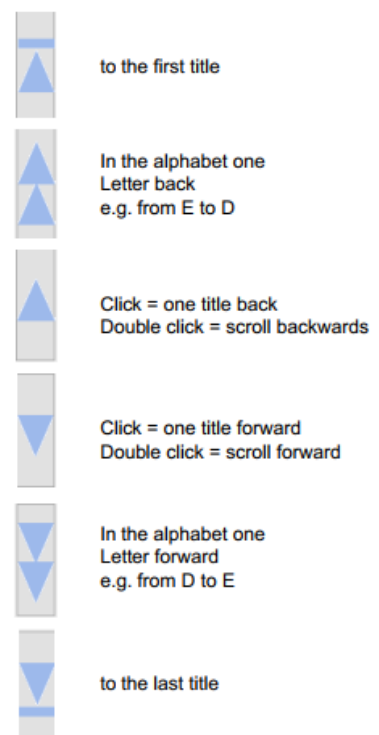 to the first title
In the alphabet one
Letter back
e.g. from E to D
Click = one title back
Double click = scroll backwards
Click = one title forward
Double click = scroll forward
In the alphabet one
Letter forward
e.g. from D to E
to the last title